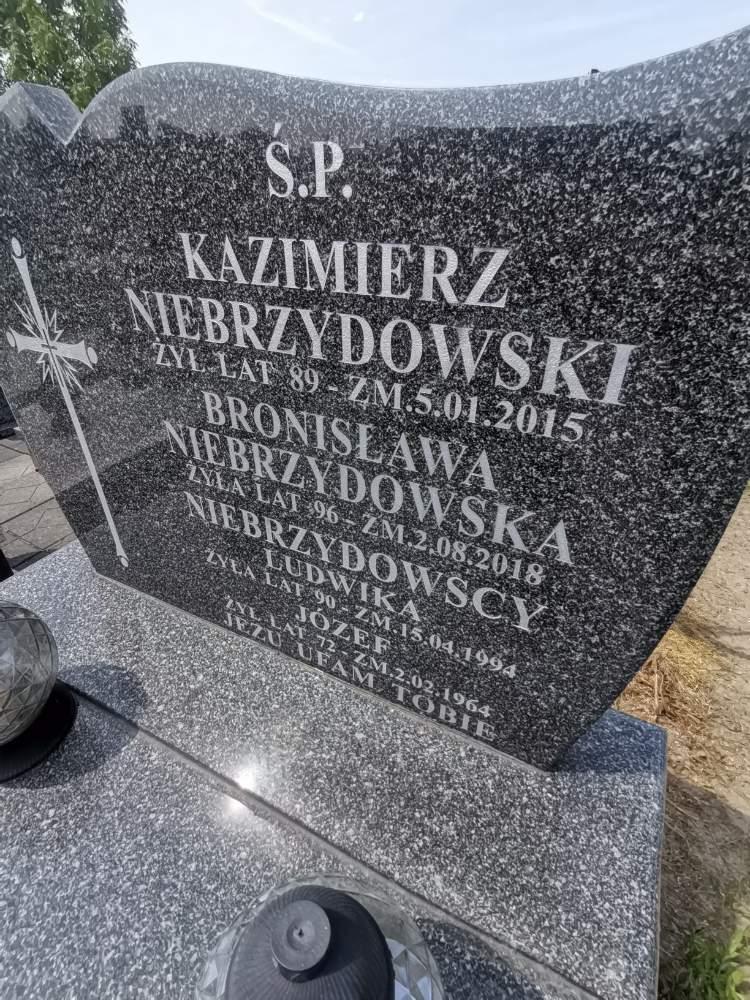 Ś.P.
KAZIMIERZ
NIEBRZYDOWSKI
ŻYŁ LAT 89 - ZM.5.01.2015
BRONISŁAWA
NIEBRZYDOWSKA
ŻYŁA LAT 96 - ZM.2.08.2018
NIEBRZYDOWSCY
LUDWIKA
ŻYŁA LAT 90 - ZM.15.04.1994
JÓZEF
ŻYŁ LAT 72 - ZM.2.02.1964
JEZU UFAM TOBIE